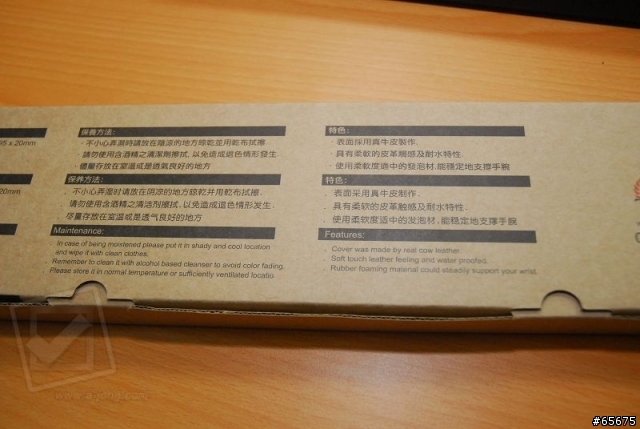 95 x 20mm
20mm
保養方法:
· 不小心弄濕時請放在陰涼的地方晾乾並用乾布拭擦.
· 請勿使用含酒精之清潔劑擦拭, 以免造成退色情形發生.
· 儘量存放在室溫或是透氣良好的地方
保养方法:
· 不小心弄湿时请放在阴凉的地方晾乾并用乾布拭擦.
· 请勿使用含酒精之清洁剂擦拭, 以免造成退色情形发生.
· 尽量存放在室温或是透气良好的地方
Maintenance:
· In case of being moistened please put it in shady and cool location
and wipe it with clean clothes.
· Remember to clean it with alcohol based cleanser to avoid color fading.
· Please store it in normal temperature or sufficiently ventilated locatio
特色:
· 表面採用真牛皮製作.
· 具有柔軟的皮革觸感及耐水特性
· 使用柔軟度適中的發泡材,能穩定地支撐手腕
特色:
· 表面采用真牛皮制作.
· 具有柔软的皮革触感及耐水特性.
· 使用柔软度适中的发泡材,能稳定地支撑手腕
Features:
· Cover was made by real cow leather.
· Soft touch leather feeling and water proofed.
· Rubber foaming material could steadily support your wrist.
#65675